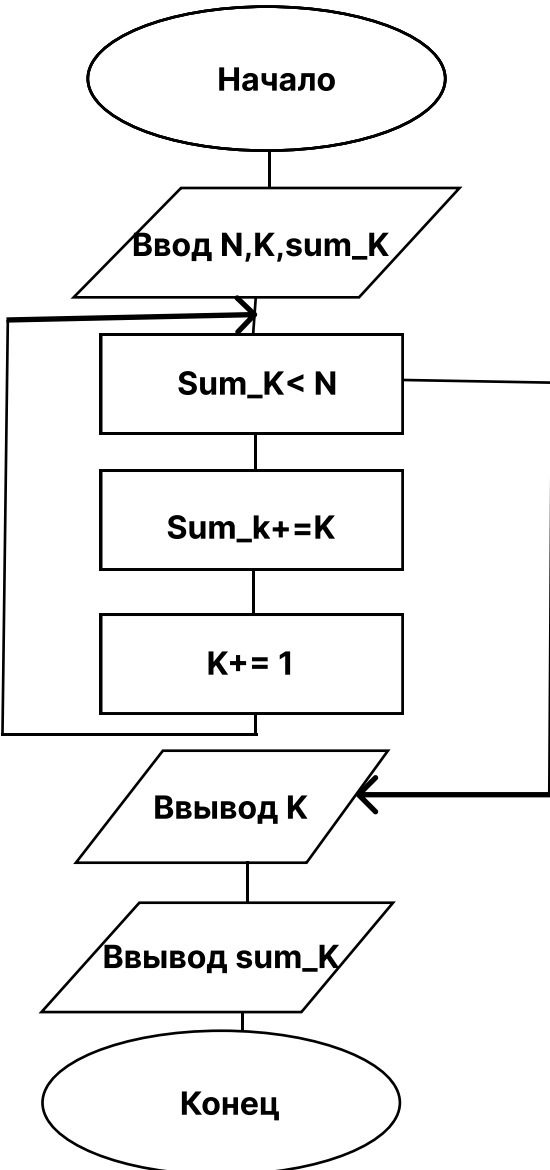 Начало
Ввод N,K,sum_K
Sum_K< N
Sum_k+=K
K+= 1
Ввывод K
Ввывод sum_K
Конец